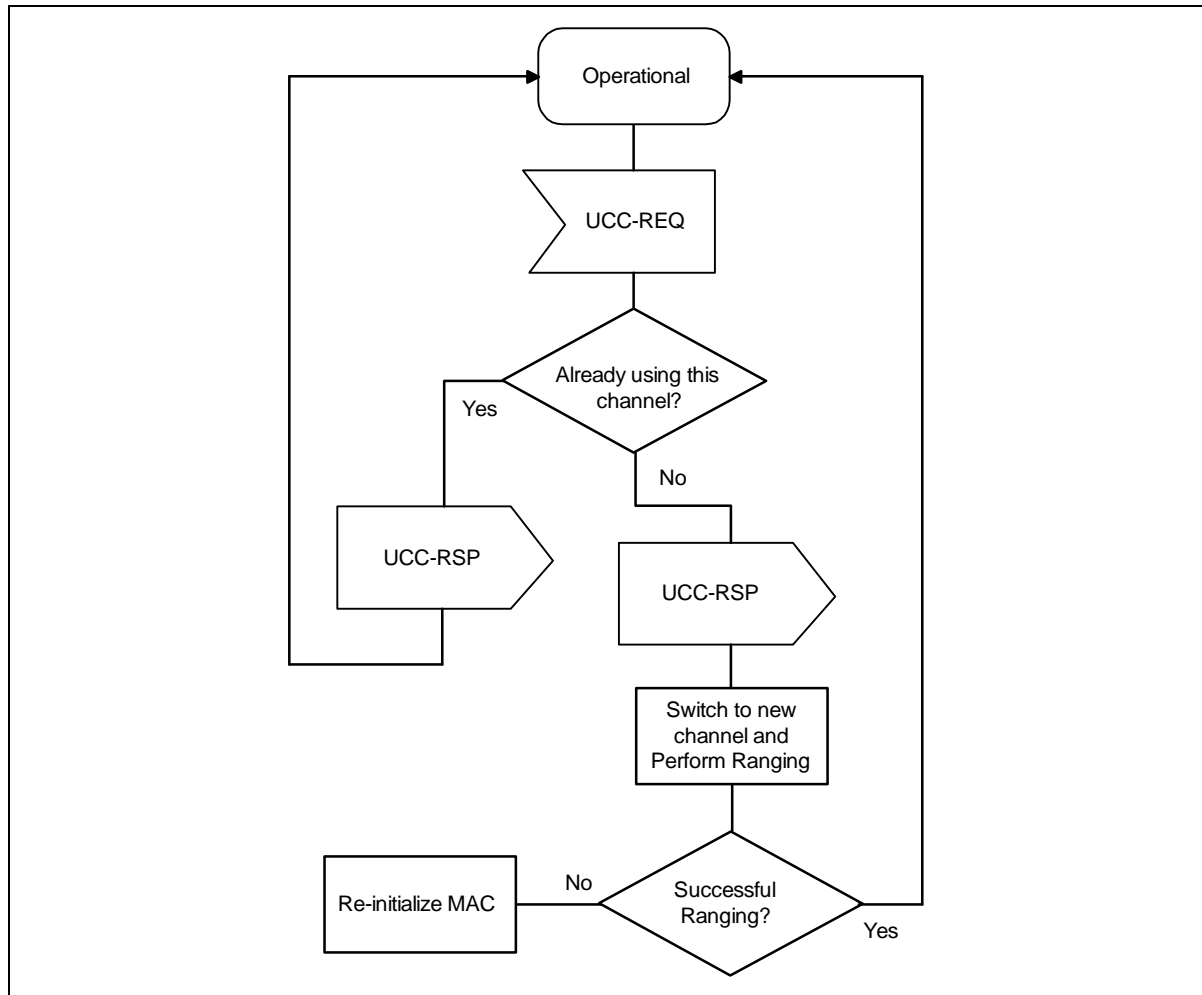 Operational
UCC-REQ
Already using this
channel?
Yes
No
UCC-RSP
UCC-RSP
Switch to new
channel and
Perform Ranging
Re-initialize MAC
No
Successful
Ranging?
Yes